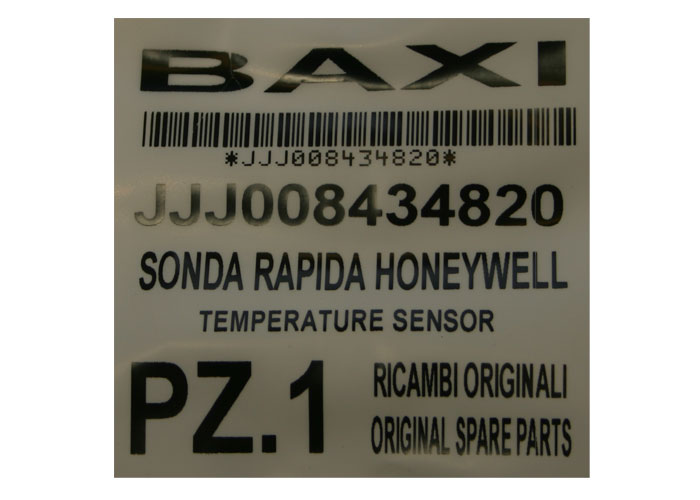 BAXI
*JJJ008434820*
JJJ008434820
SONDA RAPIDA HONEYWELL
TEMPERATURE SENSOR
PZ.1
RICAMBI ORIGINALI
ORIGINAL SPARE PARTS